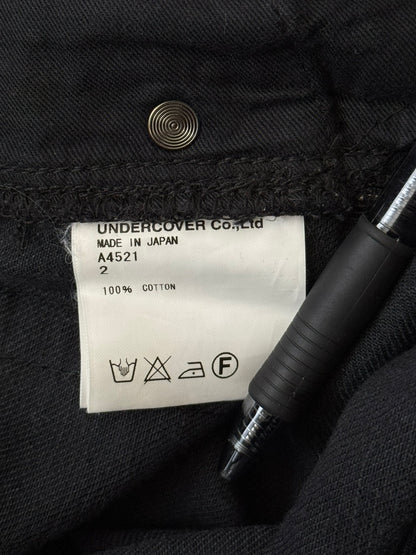 UNDERCOVER Co.,Ltd
MADE IN JAPAN
A4521
2
100% COTTON
F